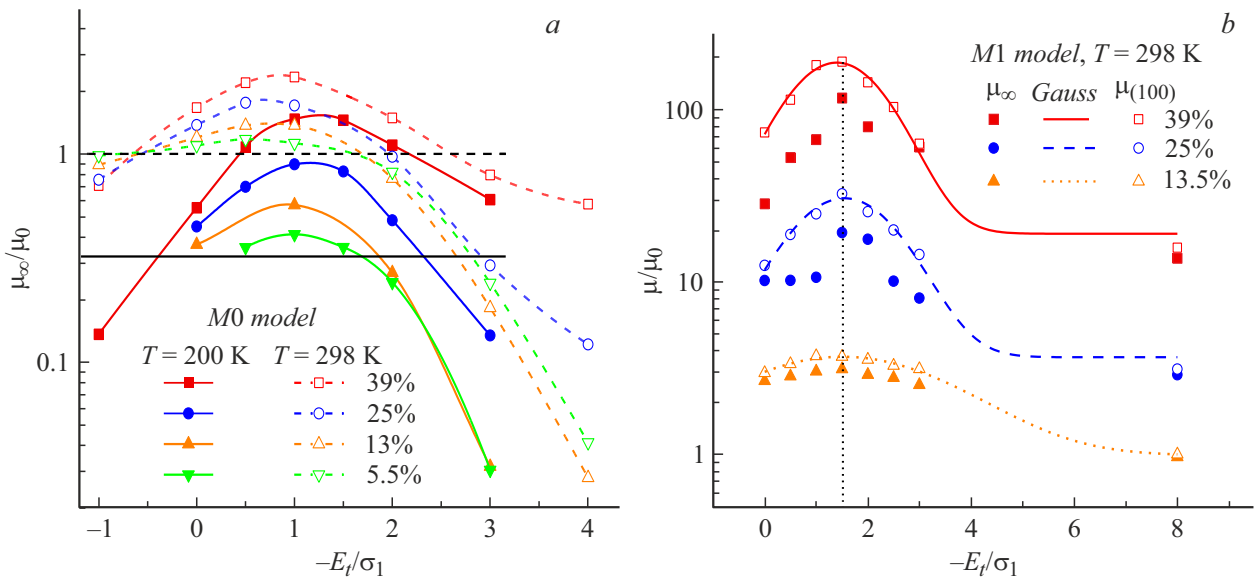 a
1
0.1
μ∞/μ0
M0 model
T = 200 K T = 298 K
39%
25%
13%
5.5%
–1 0 1 2 3 4
–Et/σ1
b
100
10
1
μ/μ0
M1 model, T = 298 K
μ∞ Gauss μ(100)
39%
25%
13.5%
0 2 4 6 8
–Et/σ1